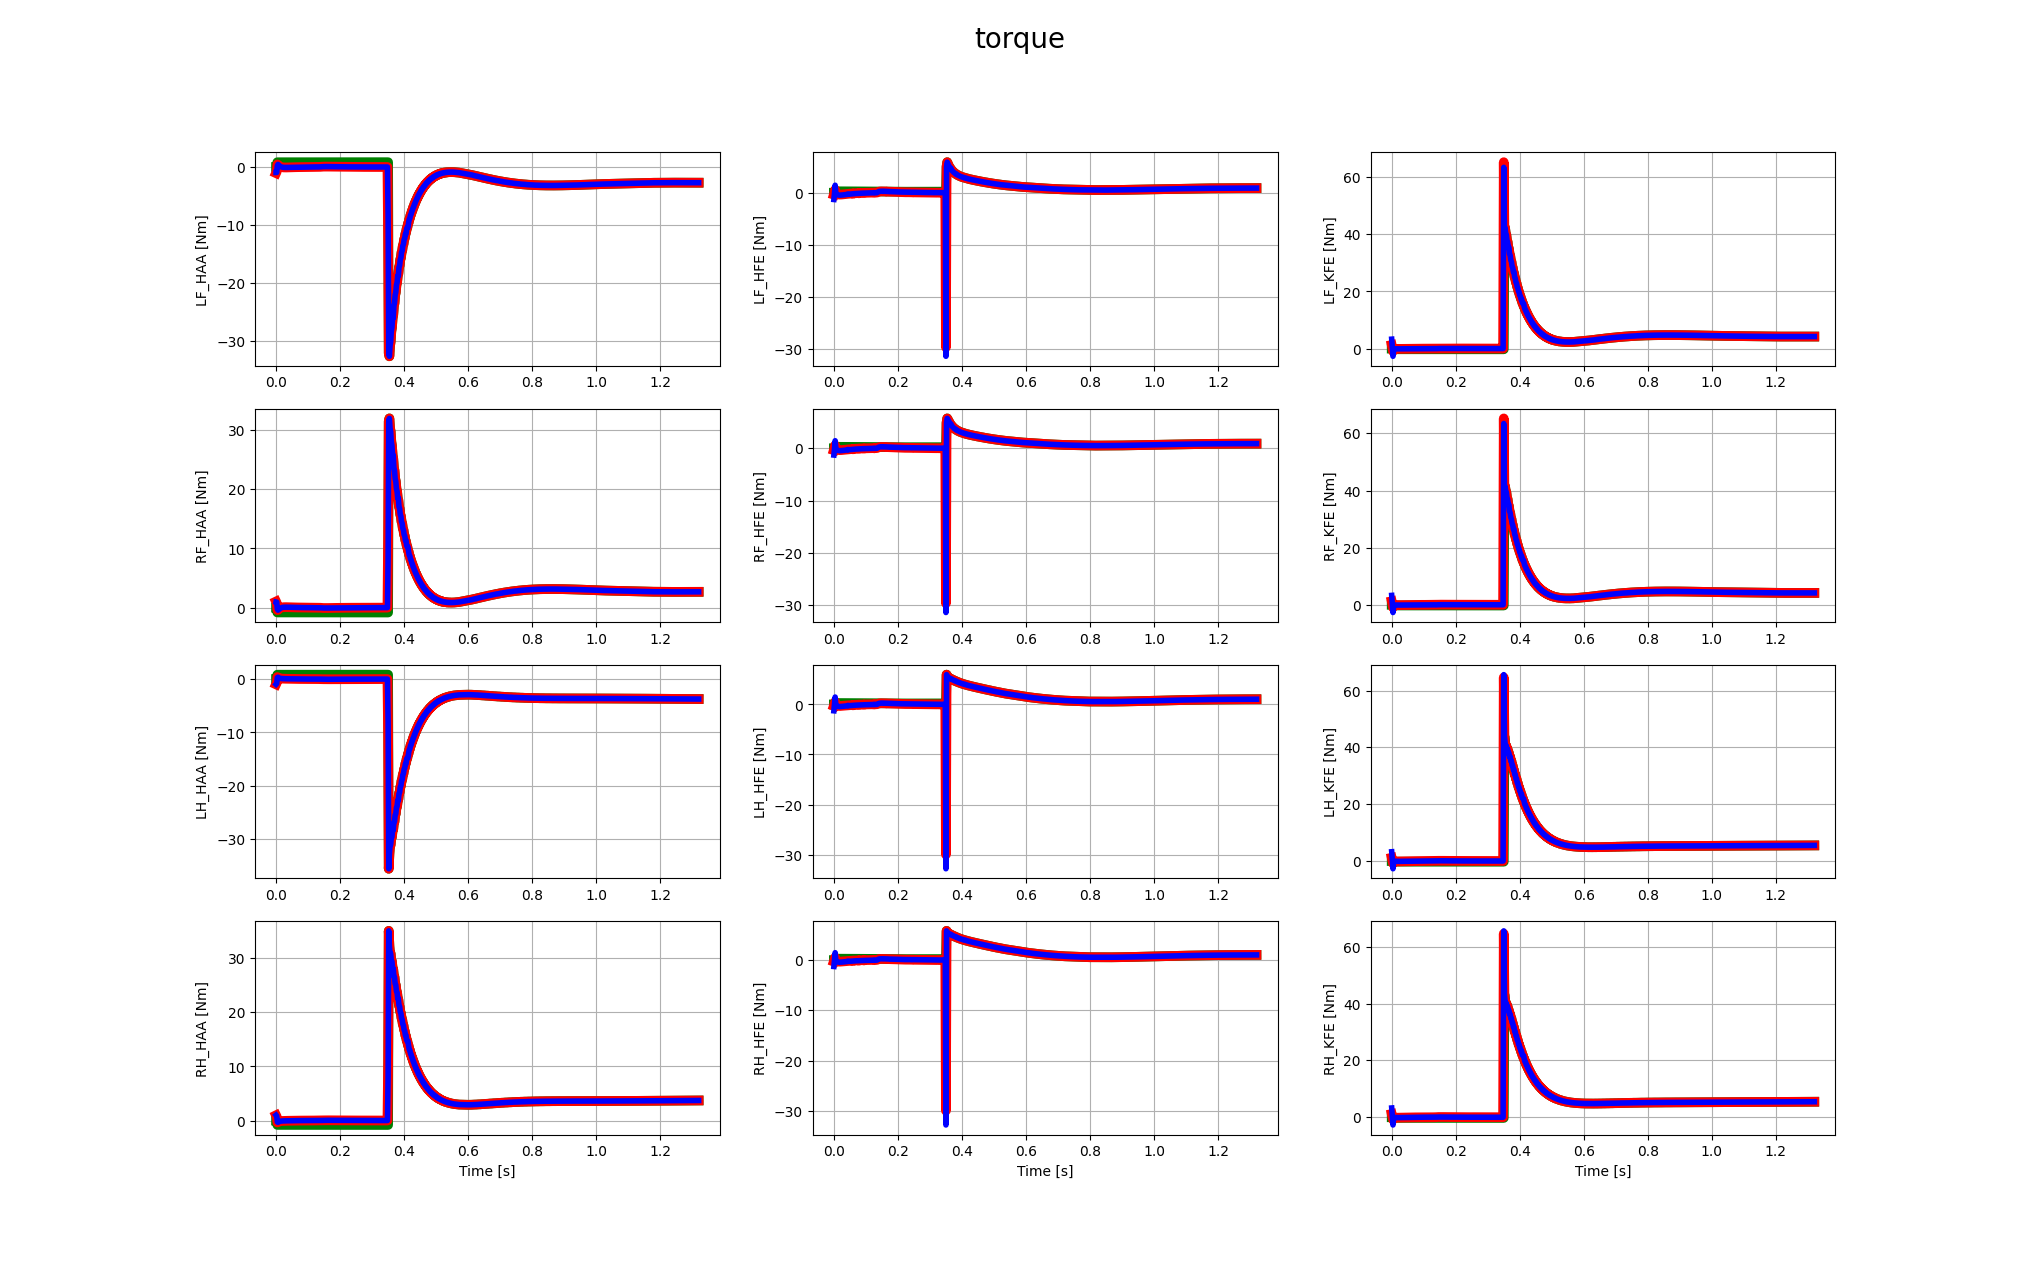 torque
LF_HAA [Nm]
0
−10
−20
−30
0.0 0.2 0.4 0.6 0.8 1.0 1.2
LF_HFE [Nm]
0
−10
−20
−30
0.0 0.2 0.4 0.6 0.8 1.0 1.2
LF_KFE [Nm]
60
40
20
0
0.0 0.2 0.4 0.6 0.8 1.0 1.2
RF_HAA [Nm]
30
20
10
0
0.0 0.2 0.4 0.6 0.8 1.0 1.2
RF_HFE [Nm]
0
−10
−20
−30
0.0 0.2 0.4 0.6 0.8 1.0 1.2
RF_KFE [Nm]
60
40
20
0
0.0 0.2 0.4 0.6 0.8 1.0 1.2
LH_HAA [Nm]
0
−10
−20
−30
0.0 0.2 0.4 0.6 0.8 1.0 1.2
LH_HFE [Nm]
0
−10
−20
−30
0.0 0.2 0.4 0.6 0.8 1.0 1.2
LH_KFE [Nm]
60
40
20
0
0.0 0.2 0.4 0.6 0.8 1.0 1.2
RH_HAA [Nm]
30
20
10
0
0.0 0.2 0.4 0.6 0.8 1.0 1.2
Time [s]
RH_HFE [Nm]
0
−10
−20
−30
0.0 0.2 0.4 0.6 0.8 1.0 1.2
Time [s]
RH_KFE [Nm]
60
40
20
0
0.0 0.2 0.4 0.6 0.8 1.0 1.2
Time [s]